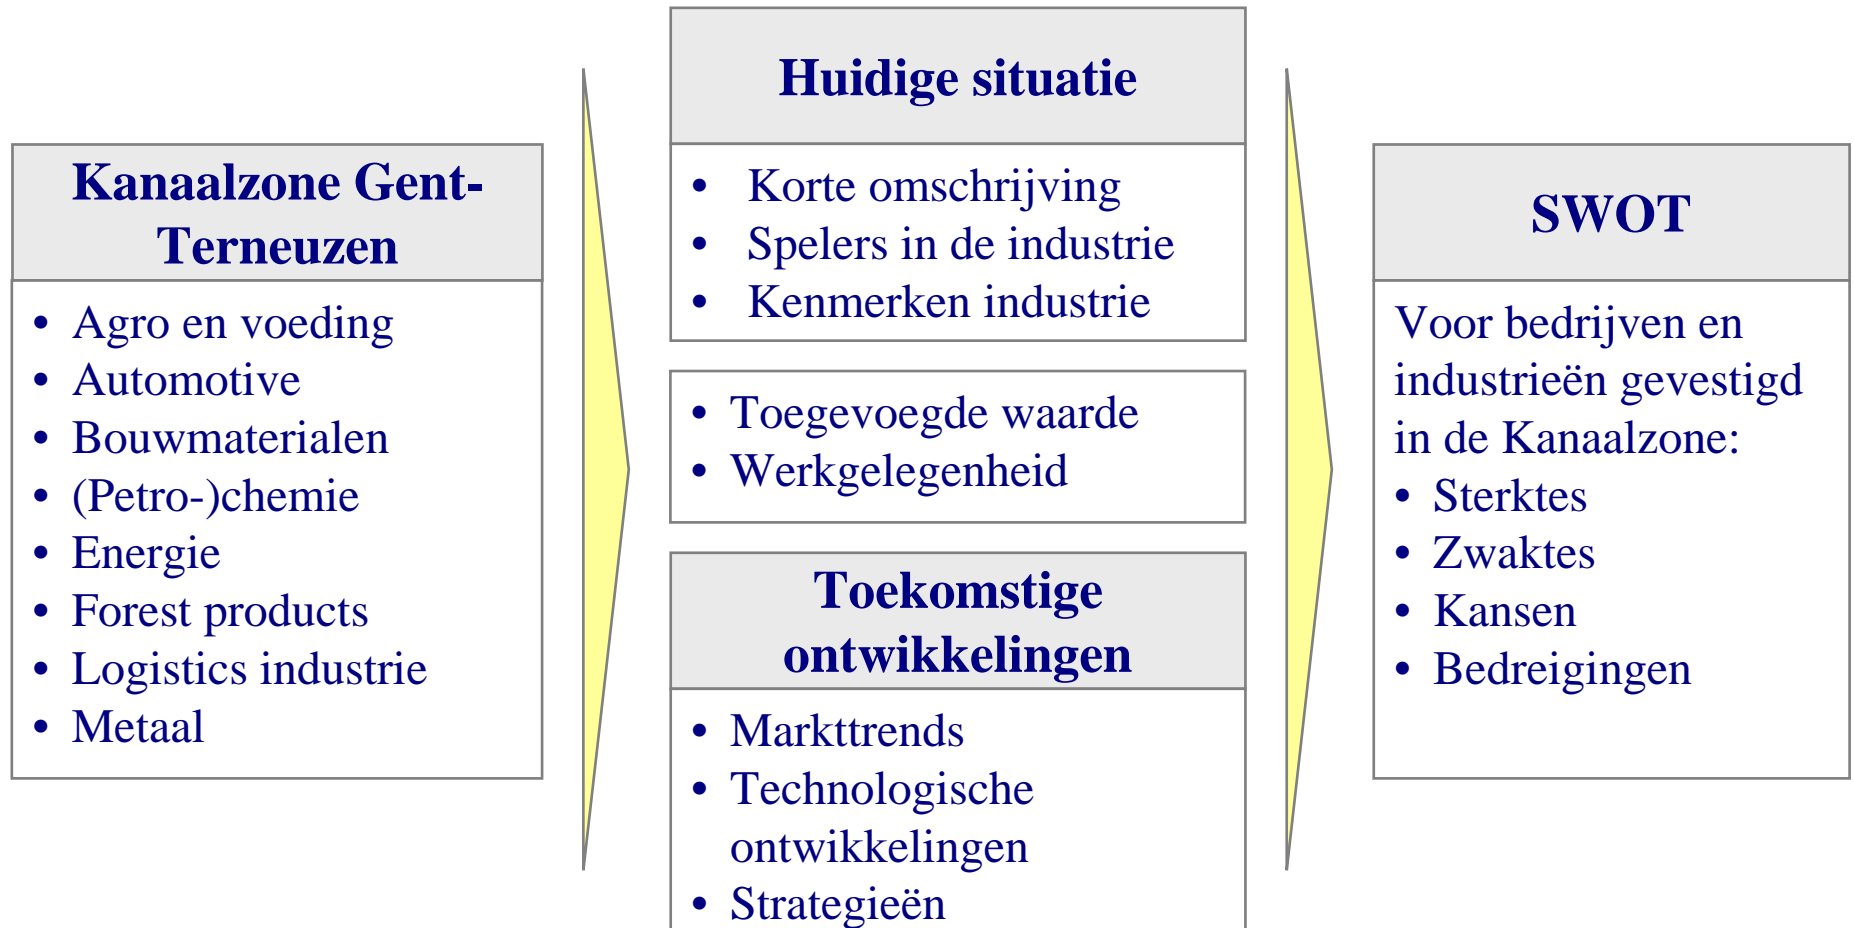 Kanaalzone Gent-
Terneuzen
• Agro en voeding
• Automotive
• Bouwmaterialen
• (Petro-)chemie
• Energie
• Forest products
• Logistics industrie
• Metaal
Huidige situatie
• Korte omschrijving
• Spelers in de industrie
• Kenmerken industrie
• Toegevoegde waarde
• Werkgelegenheid
Toekomstige
ontwikkelingen
• Markttrends
• Technologische
ontwikkelingen
• Strategieën
SWOT
Voor bedrijven en
industrieën gevestigd
in de Kanaalzone:
• Sterktes
• Zwaktes
• Kansen
• Bedreigingen